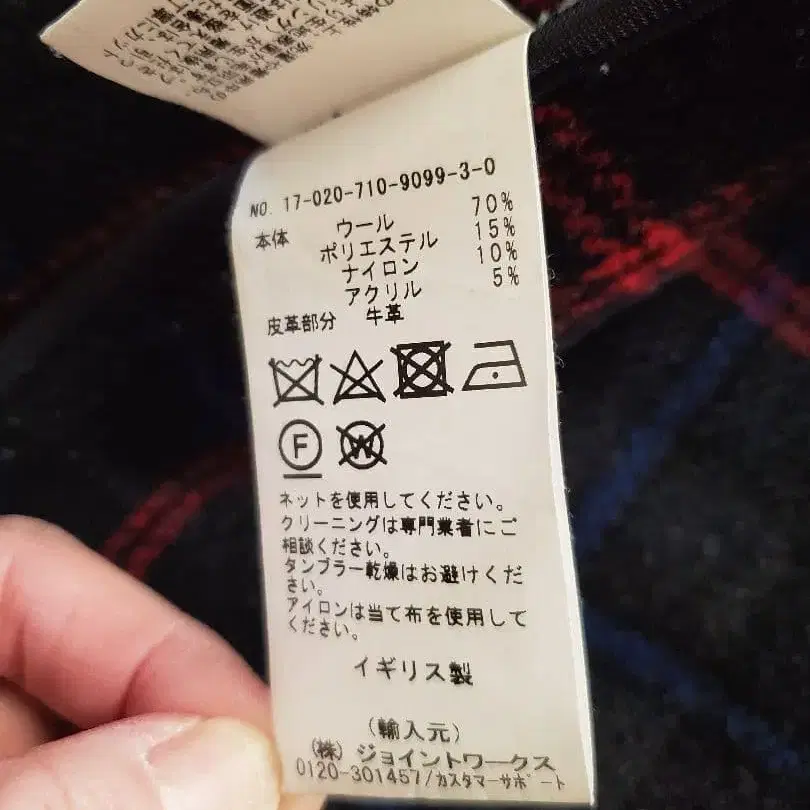 NO. 17-020-710-9099-3-0
本体 ウール 70%
ポリエステル 15%
ナイロン 10%
アクリル 5%
皮革部分 牛革
F W
ネットを使用してください。
クリーニングは専門業者にご
相談ください。
タンブラー乾燥はお避けくだ
さい。
アイロンは当て布を使用して
ください。
イギリス製
(輸入元)
(株) ジョイントワークス
0120-301457/カスタマーサポート